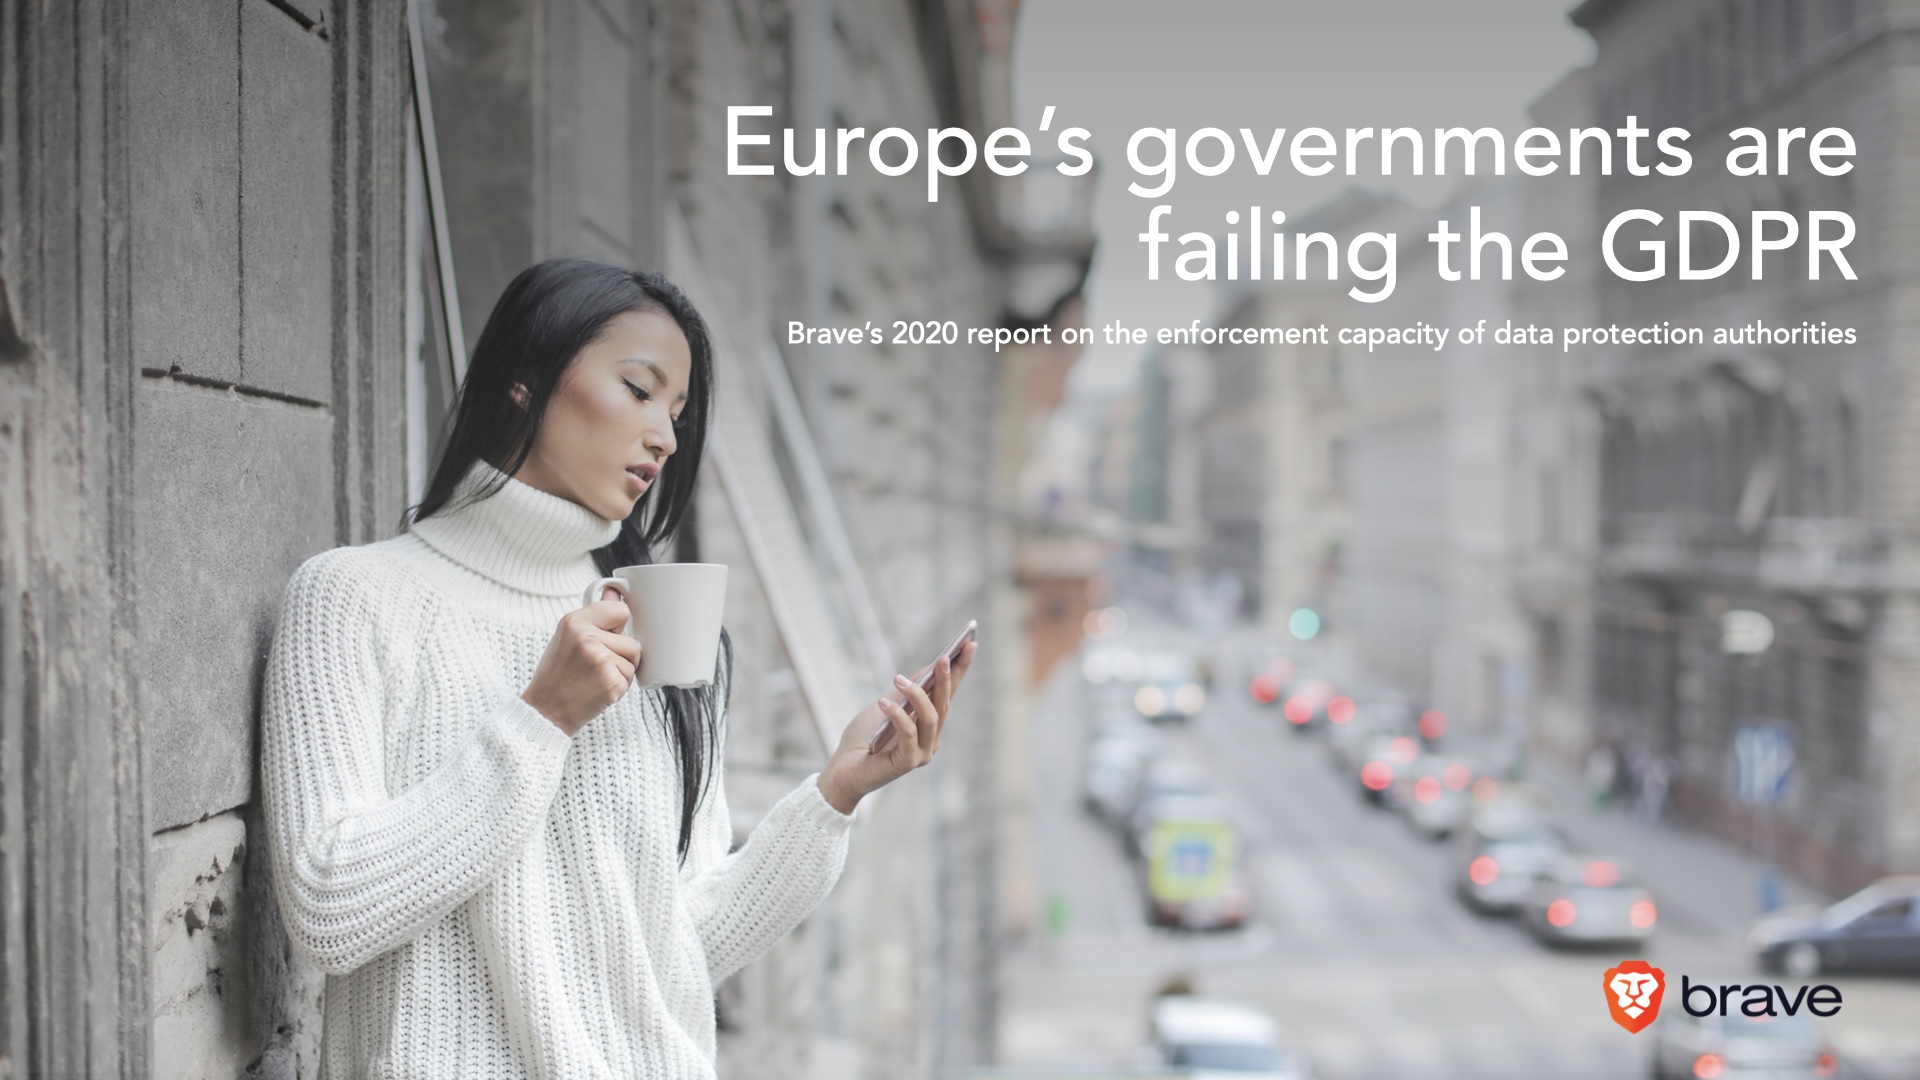 Europe’s governments are
failing the GDPR
Brave’s 2020 report on the enforcement capacity of data protection authorities
brave